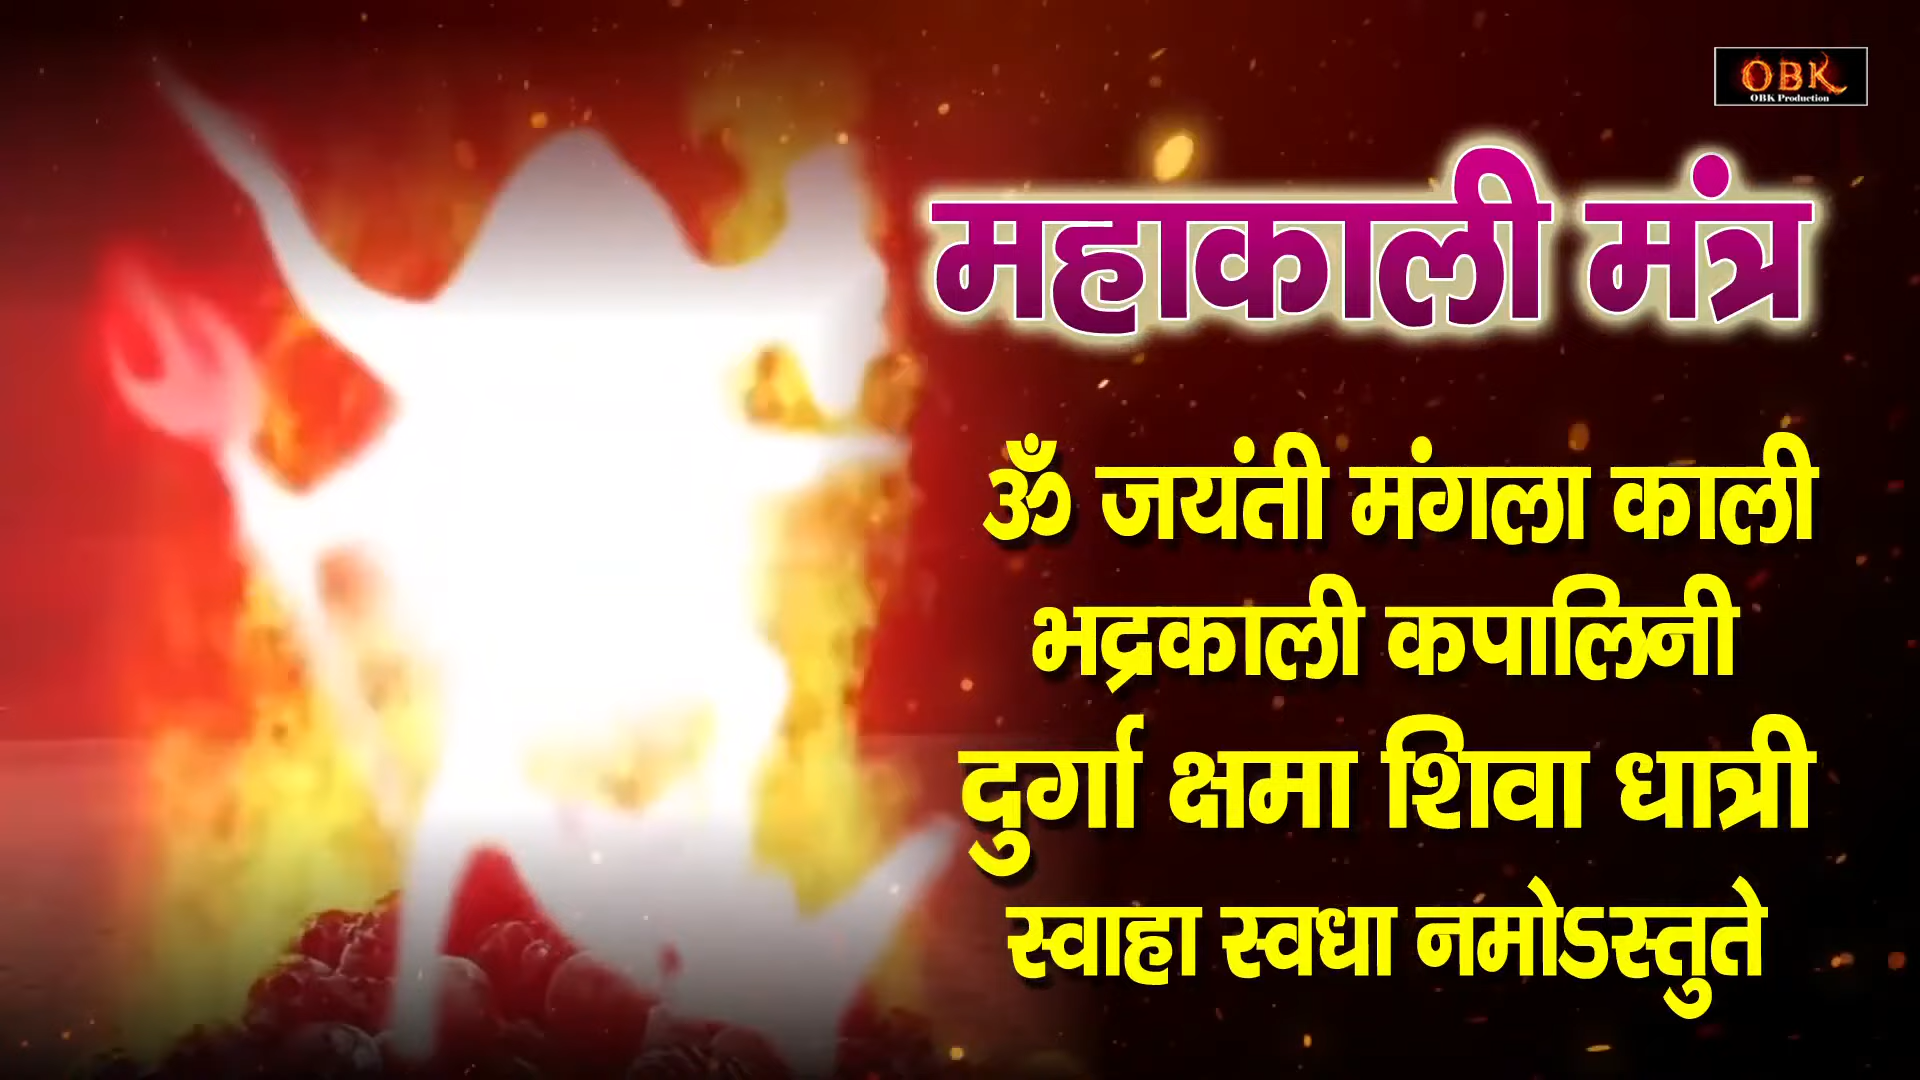 OBK
OBK Production
महाकाली मंत्र
ॐ जयंती मंगला काली
भद्रकाली कपालिनी
दुर्गा क्षमा शिवा धात्री
स्वाहा स्वधा नमोऽस्तुते